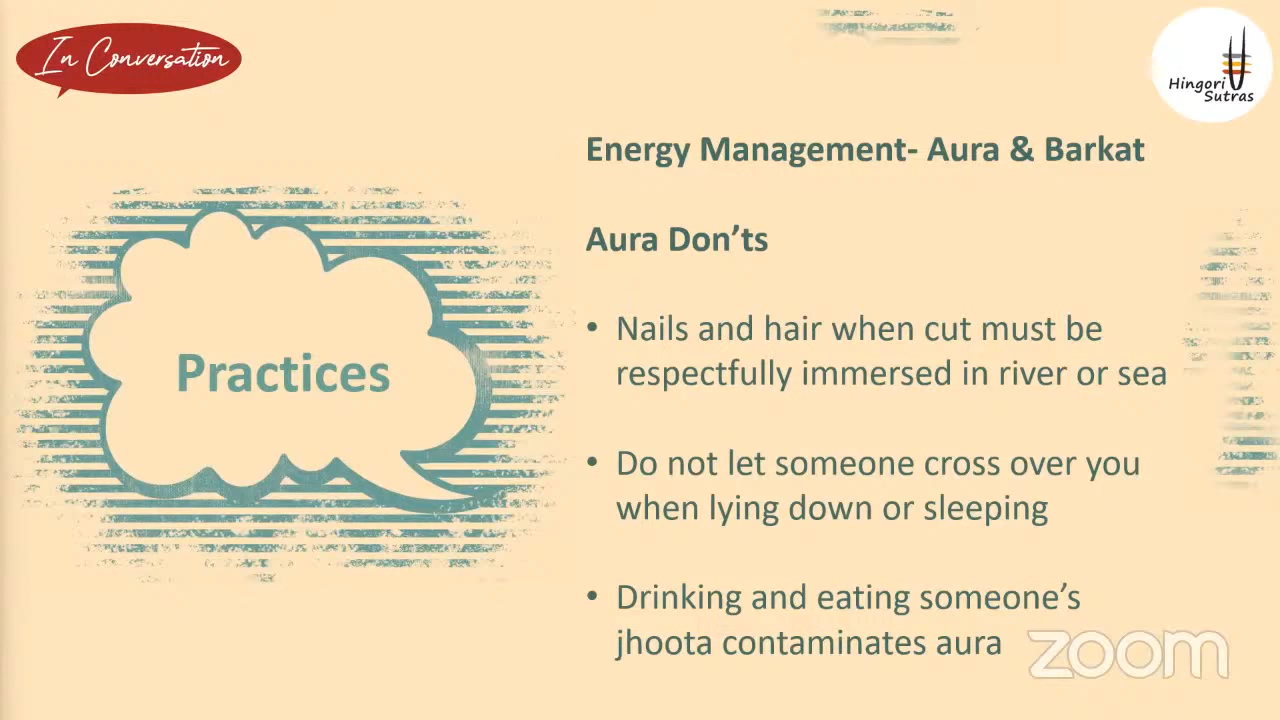 In Conversation
Hingori
Sutras
Energy Management- Aura & Barkat
Aura Don’ts
Practices
• Nails and hair when cut must be
respectfully immersed in river or sea
• Do not let someone cross over you
when lying down or sleeping
• Drinking and eating someone’s
jhoota contaminates aura
zoom